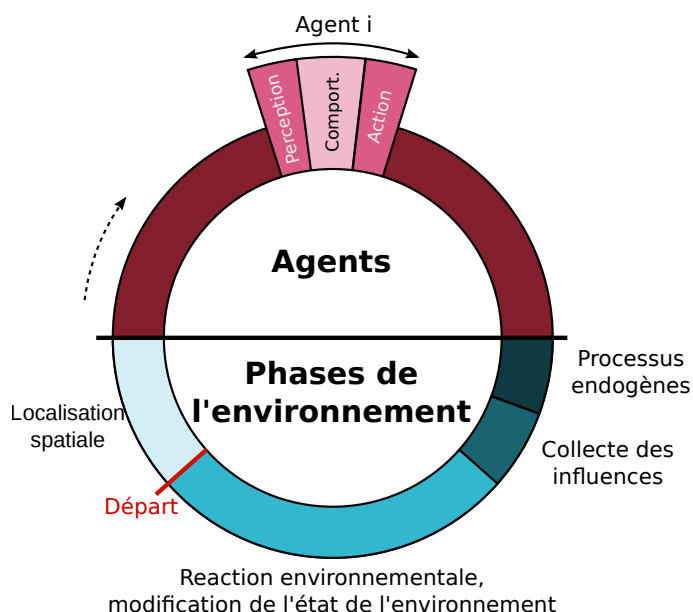 Agent i
Perception
Comport.
Action
Agents
Phases de
l'environnement
Processus
endogènes
Localisation
spatiale
Collecte des
influences
Départ
Reaction environmentale,
modification de l'état de l'environnement